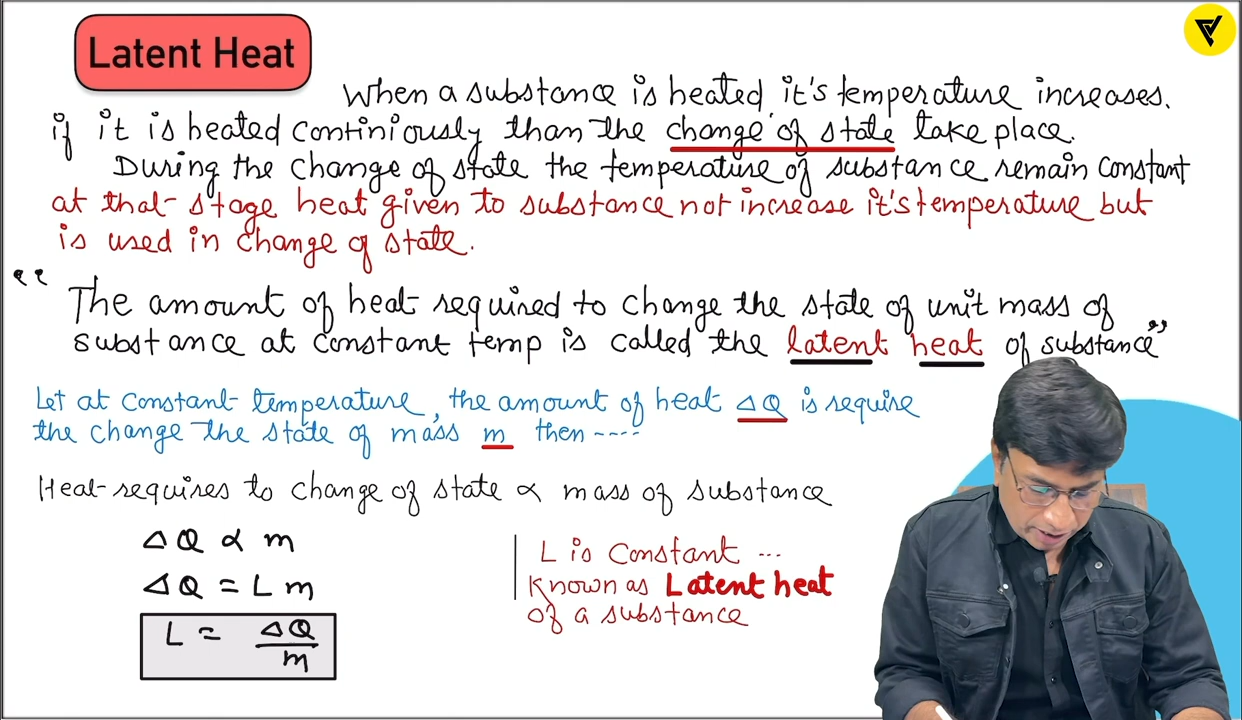 Latent Heat
When a substance is heated it's temperature increases.
if it is heated continiously than the change of state take place.
During the change of state the temperature of substance remain constant
at that stage heat given to substance not increase it's temperature but
is used in change of state.
"The amount of heat required to change the state of unit mass of
substance at constant temp is called the latent heat of substance"
Let at constant temperature, the amount of heat ΔQ is require
the change the state of mass m then ----
Heat requires to change of state ∝ mass of substance
ΔQ ∝ m
ΔQ = L m
L = ΔQ/m
L is constant ...
known as Latent heat
of a substance